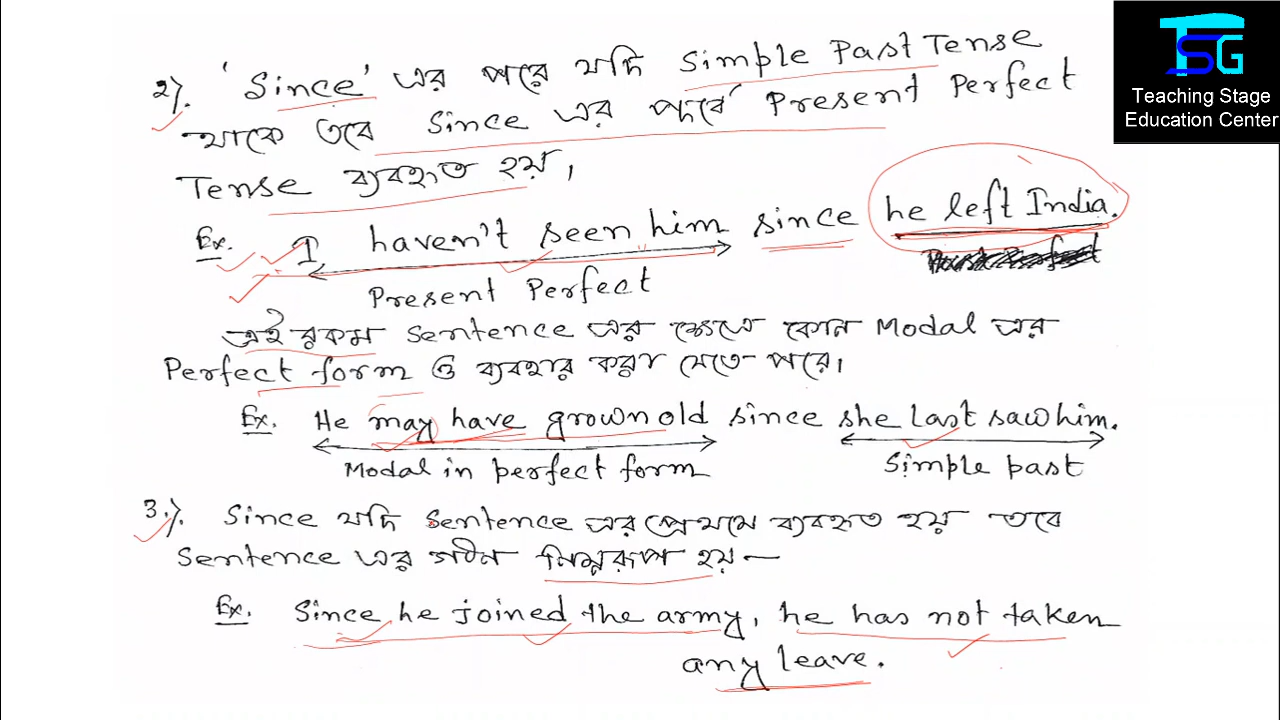 TSG
Teaching Stage
Education Center
২). 'Since' এর পরে যদি Simple Past Tense
থাকে তবে Since এর পূর্বে Present Perfect
Tense ব্যবহৃত হয়।
Ex. I haven't seen him since he left India.
Present Perfect
এই রকম Sentence এর ক্ষেত্রে কোন Modal এর
Perfect form ও ব্যবহার করা যেতে পারে।
Ex. He may have grown old since she last saw him.
Modal in perfect form Simple past
3.). Since যদি Sentence এর প্রথমে ব্যবহৃত হয় তবে
Sentence এর গঠন নিম্নরূপ হয় —
Ex. Since he joined the army, he has not taken
any leave.